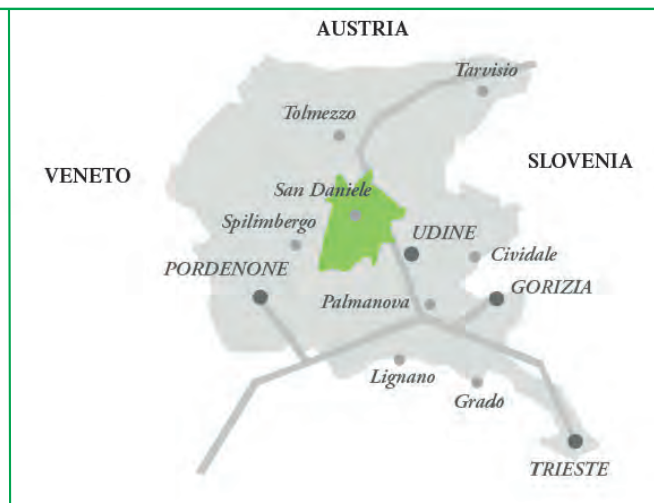 AUSTRIA
Tarvisio
Tolmezzo
SLOVENIA
VENETO
San Daniele
Spilimbergo
UDINE
Cividale
PORDENONE
GORIZIA
Palmanova
Lignano
Grado
TRIESTE